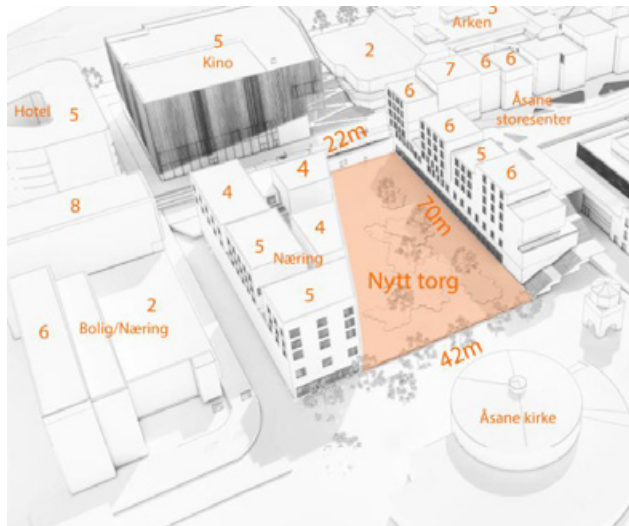 5
Arken
5
Kino
2
7
6
6
6
Hotel
5
Åsane
storesenter
22m
6
5
6
4
4
70m
8
4
5
Næring
Nytt torg
2
5
6
Bolig/Næring
42m
Åsane kirke